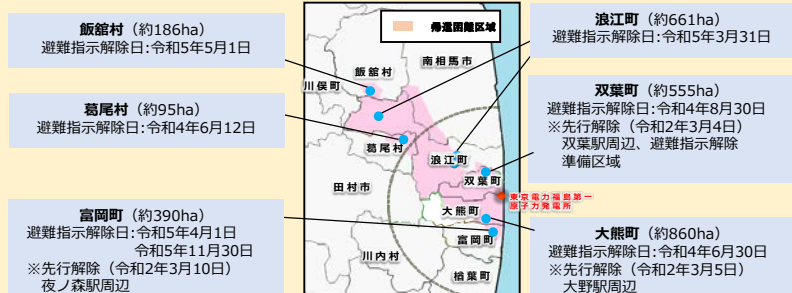 飯舘村（約186ha）
避難指示解除日:令和5年5月1日
葛尾村（約95ha）
避難指示解除日:令和4年6月12日
富岡町（約390ha）
避難指示解除日:令和5年4月1日
令和5年11月30日
※先行解除（令和2年3月10日）
夜ノ森駅周辺
帰還困難区域
南相馬市
飯舘村
川俣町
葛尾村
浪江町
双葉町
田村市
東京電力福島第一
原子力発電所
大熊町
富岡町
川内村
楢葉町
浪江町（約661ha）
避難指示解除日:令和5年3月31日
双葉町（約555ha）
避難指示解除日:令和4年8月30日
※先行解除（令和2年3月4日）
双葉駅周辺、避難指示解除
準備区域
大熊町（約860ha）
避難指示解除日:令和4年6月30日
※先行解除（令和2年3月5日）
大野駅周辺